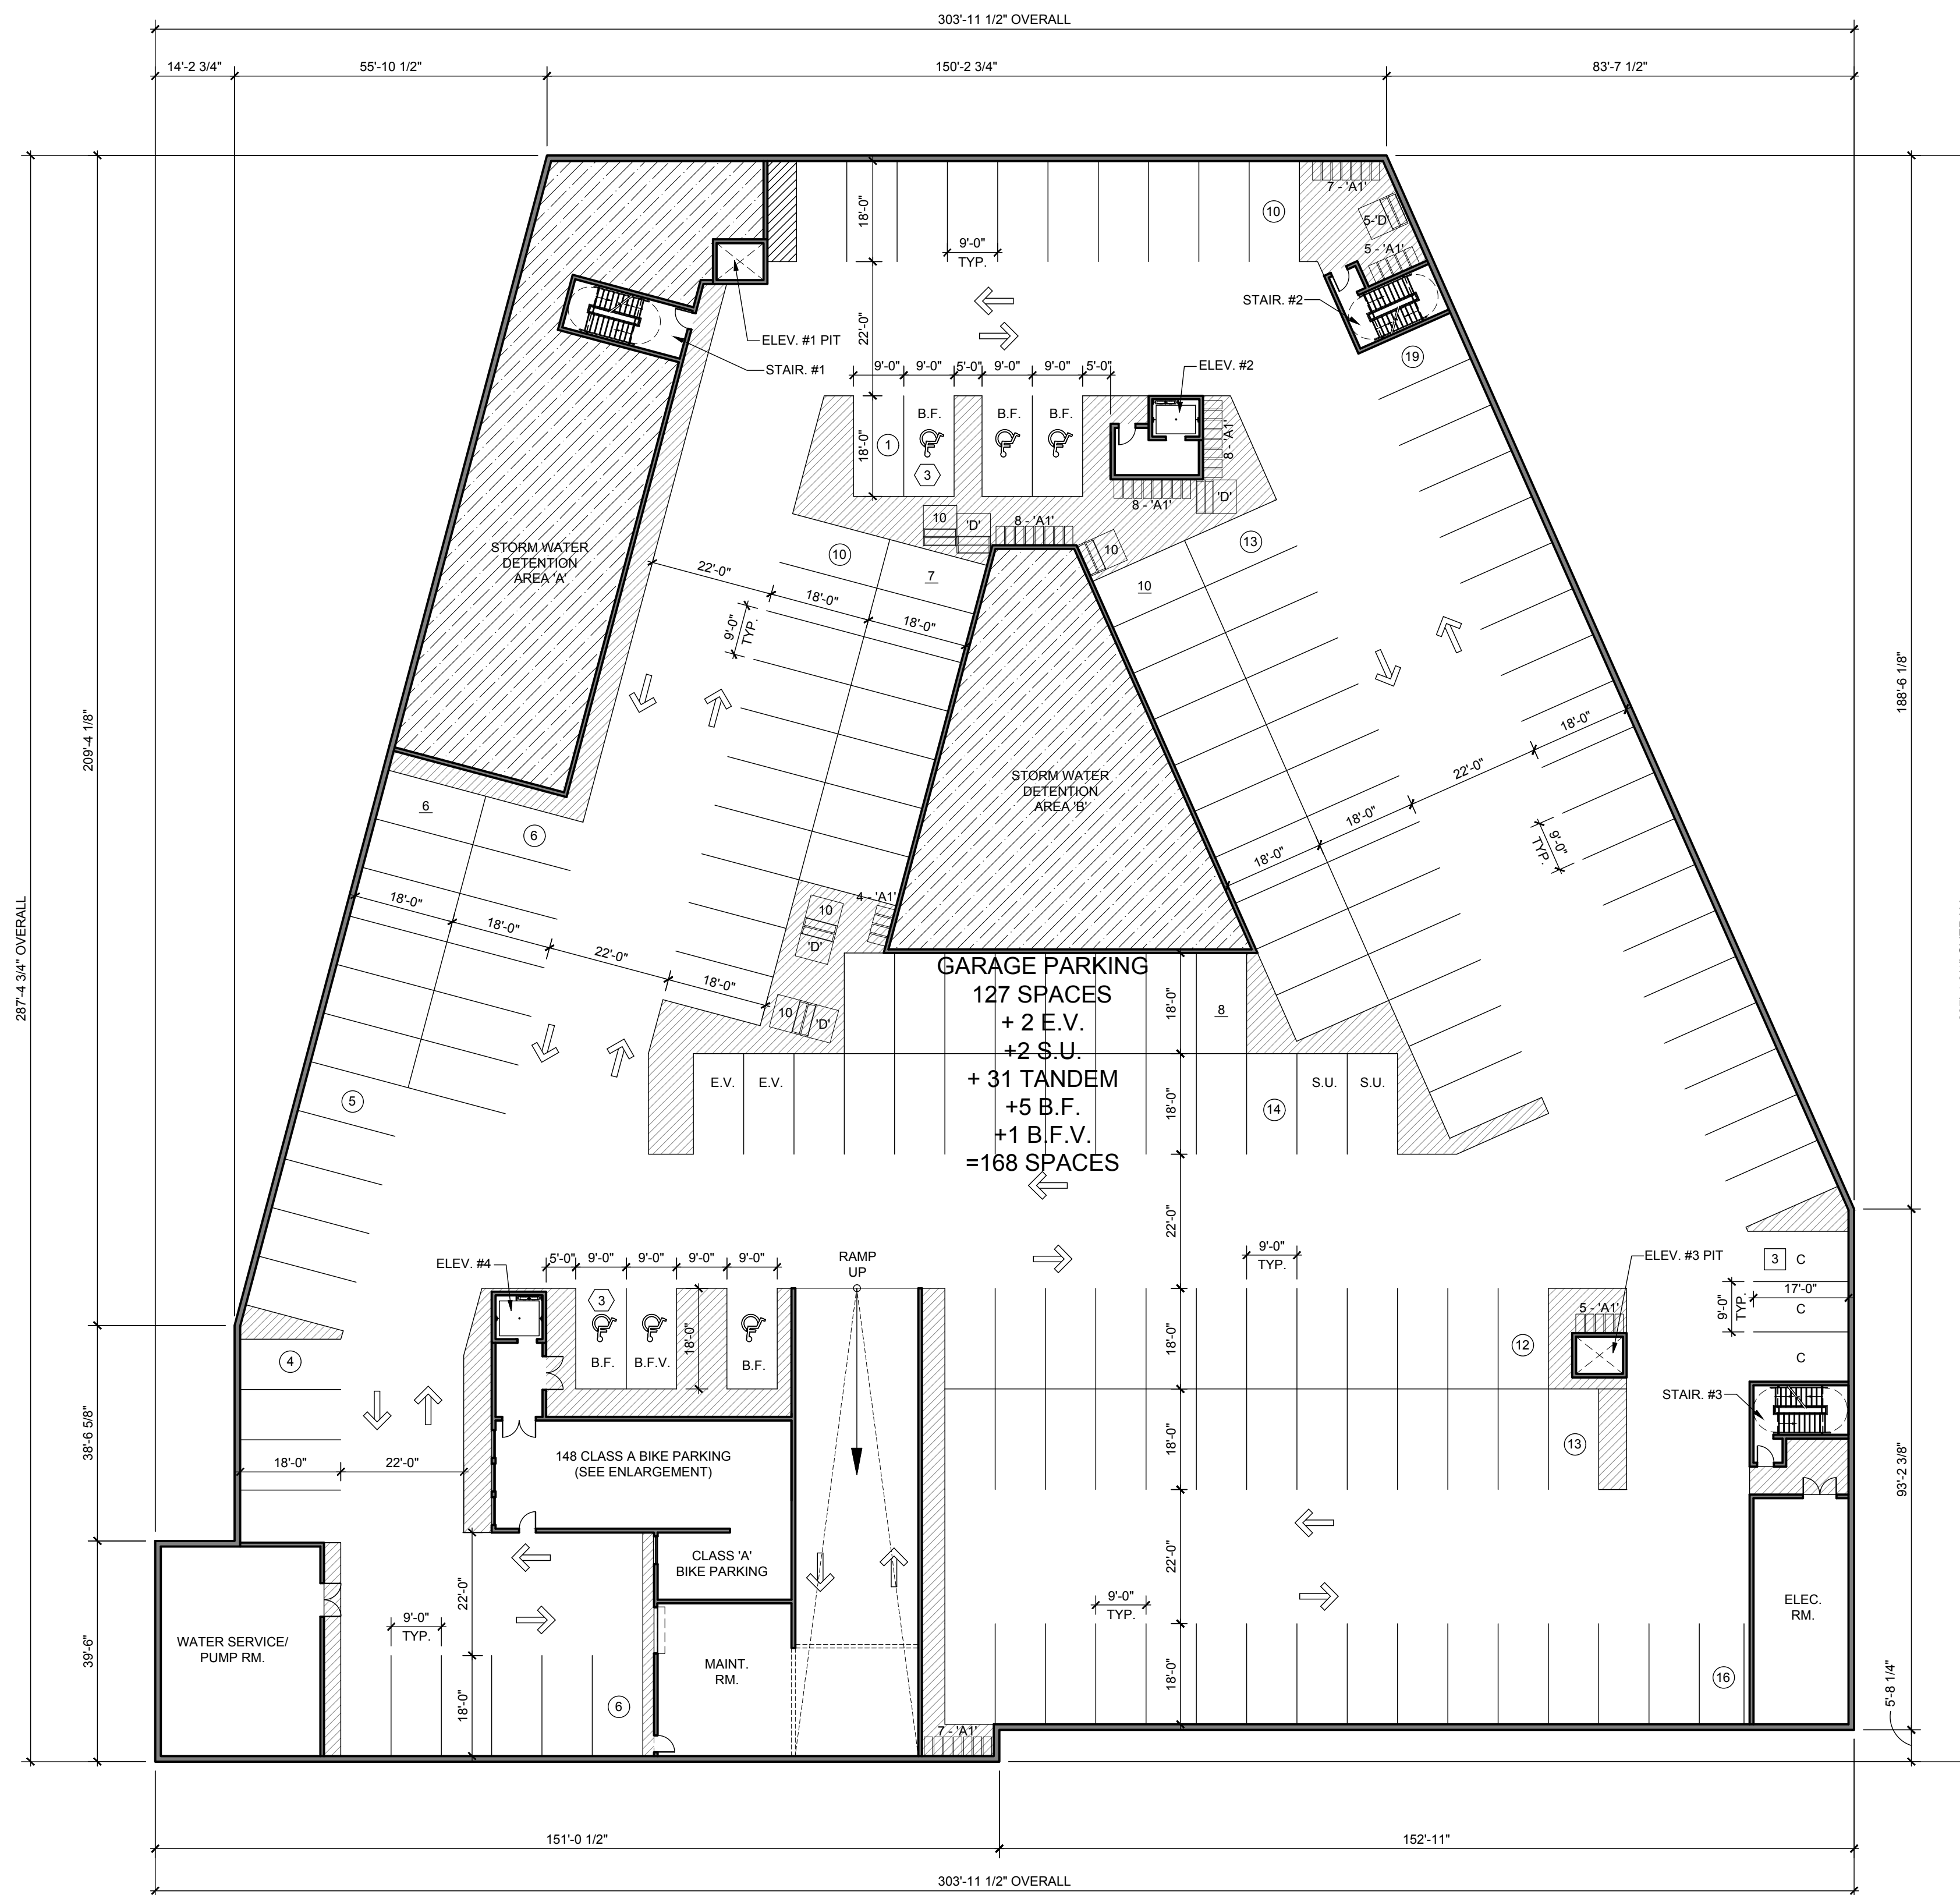 303'-11 1/2" OVERALL
14'-2 3/4"
55'-10 1/2"
150'-2 3/4"
83'-7 1/2"
7 - 'A1'
18'-0"
10
5-'D'
9'-0"
TYP.
5 - 'A1'
STAIR. #2
22'-0"
ELEV. #1 PIT
19
STAIR. #1
9'-0"
9'-0"
5'-0"
9'-0"
9'-0"
5'-0"
ELEV. #2
B.F.
B.F.
B.F.
18'-0"
1
8 - 'A1'
3
8 - 'A1'
'D'
10
'D'
8 - 'A1'
10
13
STORM WATER
DETENTION
AREA 'A'
10
7
10
22'-0"
18'-0"
18'-0"
9'-0"
TYP.
209'-4 1/8"
188'-6 1/8"
18'-0"
22'-0"
18'-0"
18'-0"
9'-0"
TYP.
STORM WATER
DETENTION
AREA 'B'
6
6
287'-4 3/4" OVERALL
18'-0"
18'-0"
22'-0"
18'-0"
4 - 'A1'
10
'D'
10
'D'
GARAGE PARKING
127 SPACES
+ 2 E.V.
+2 S.U.
+ 31 TANDEM
+5 B.F.
+1 B.F.V.
=168 SPACES
18'-0"
8
E.V.
E.V.
S.U.
S.U.
18'-0"
14
5
22'-0"
ELEV. #4
5'-0"
9'-0"
9'-0"
9'-0"
9'-0"
RAMP
UP
9'-0"
TYP.
ELEV. #3 PIT
3
C
17'-0"
9'-0"
TYP.
C
C
3
B.F.
B.F.V.
B.F.
18'-0"
18'-0"
5 - 'A1'
12
4
STAIR. #3
38'-6 5/8"
18'-0"
22'-0"
148 CLASS A BIKE PARKING
(SEE ENLARGEMENT)
18'-0"
13
93'-2 3/8"
CLASS 'A'
BIKE PARKING
22'-0"
22'-0"
9'-0"
TYP.
9'-0"
TYP.
ELEC.
RM.
39'-6"
WATER SERVICE/
PUMP RM.
MAINT.
RM.
18'-0"
6
18'-0"
16
5'-8 1/4"
7 - 'A1'
151'-0 1/2"
152'-11"
303'-11 1/2" OVERALL